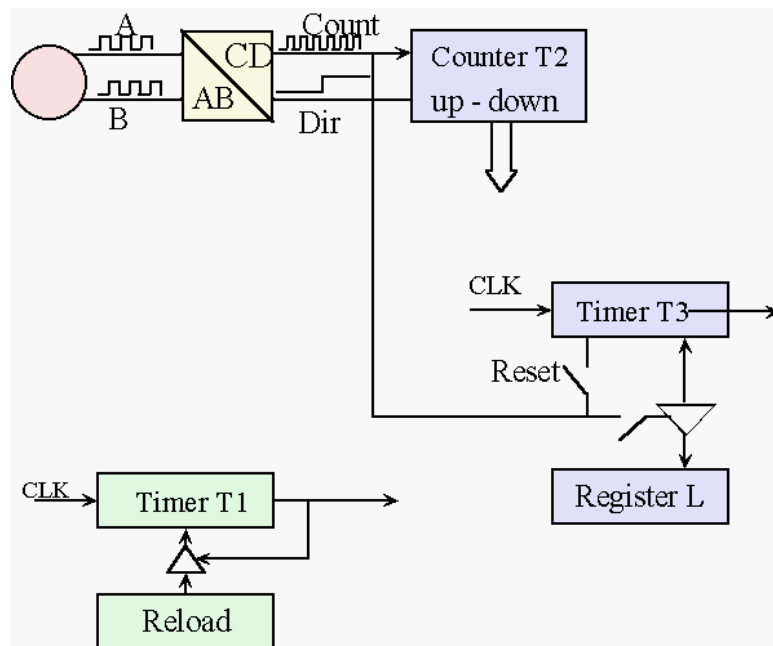 A
Count
CD
Counter T2
AB
up - down
B
Dir
CLK
Timer T3
Reset
CLK
Timer T1
Register L
Reload